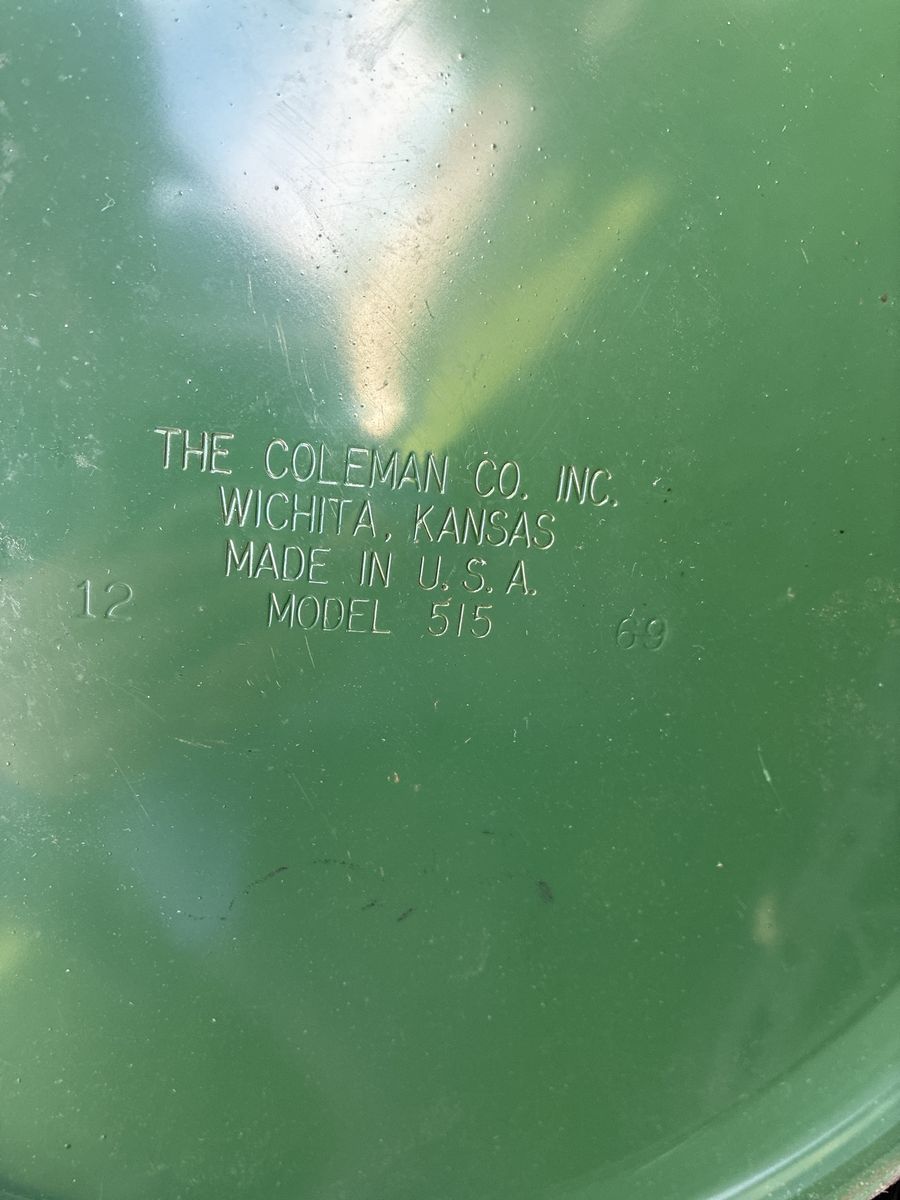 THE COLEMAN CO. INC.
WICHITA, KANSAS
MADE IN U. S. A.
12 MODEL 515 69